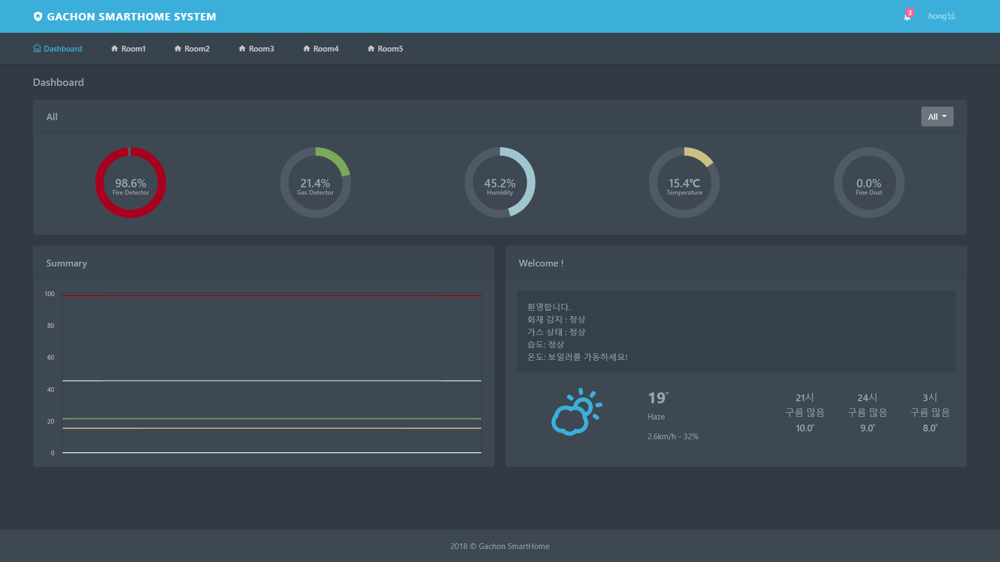 GACHON SMARTHOME SYSTEM
3
hong님.
Dashboard
Room1
Room2
Room3
Room4
Room5
Dashboard
All
All
98.6%
Fire Detector
21.4%
Gas Detector
45.2%
Humidity
15.4℃
Temperature
0.0%
Fine Dust
Summary
100
80
60
40
20
0
Welcome !
환영합니다.
화재 감지 : 정상
가스 상태 : 정상
습도: 정상
온도: 보일러를 가동하세요!
19°
Haze
2.6km/h - 32%
21시
구름 많음
10.0°
24시
구름 많음
9.0°
3시
구름 많음
8.0°
2018 © Gachon SmartHome